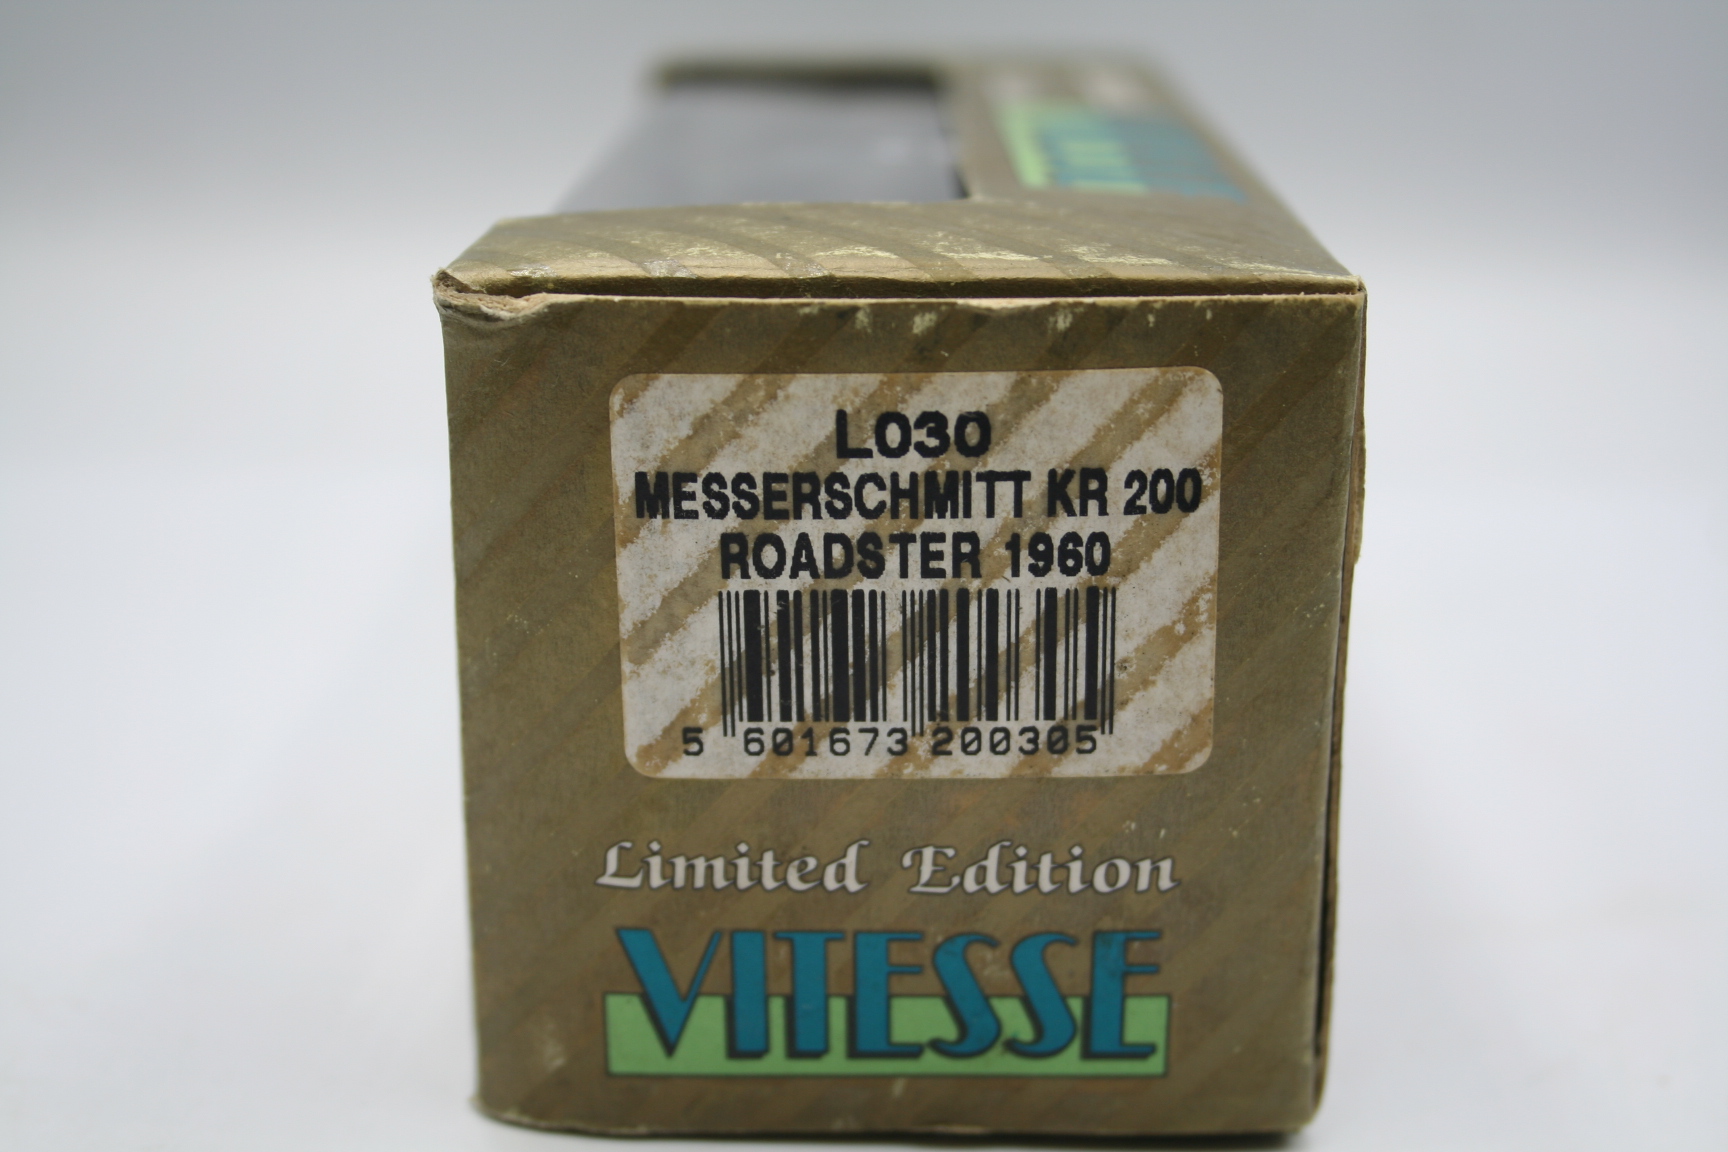 L030
MESSERSCHMITT KR 200
ROADSTER 1960
5 601673 200305
Limited Edition
VITESSE